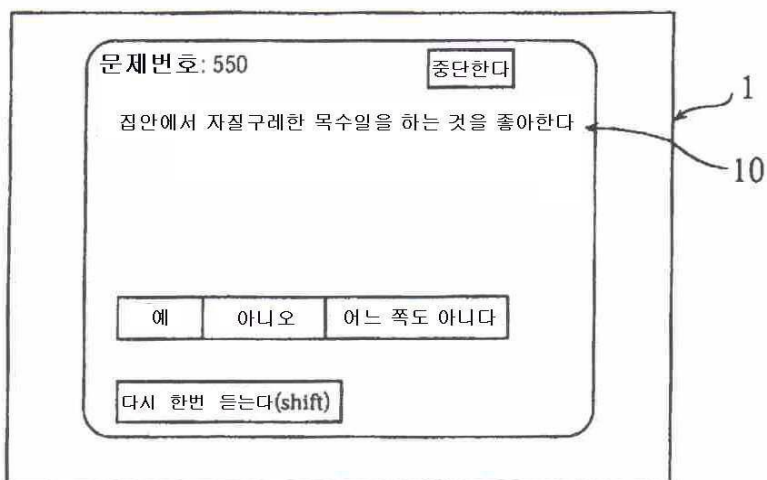 문제번호: 550
중단한다
1
집안에서 자질구레한 목수일을 하는 것을 좋아한다
10
예
아니오
어느 쪽도 아니다
다시 한번 듣는다(shift)